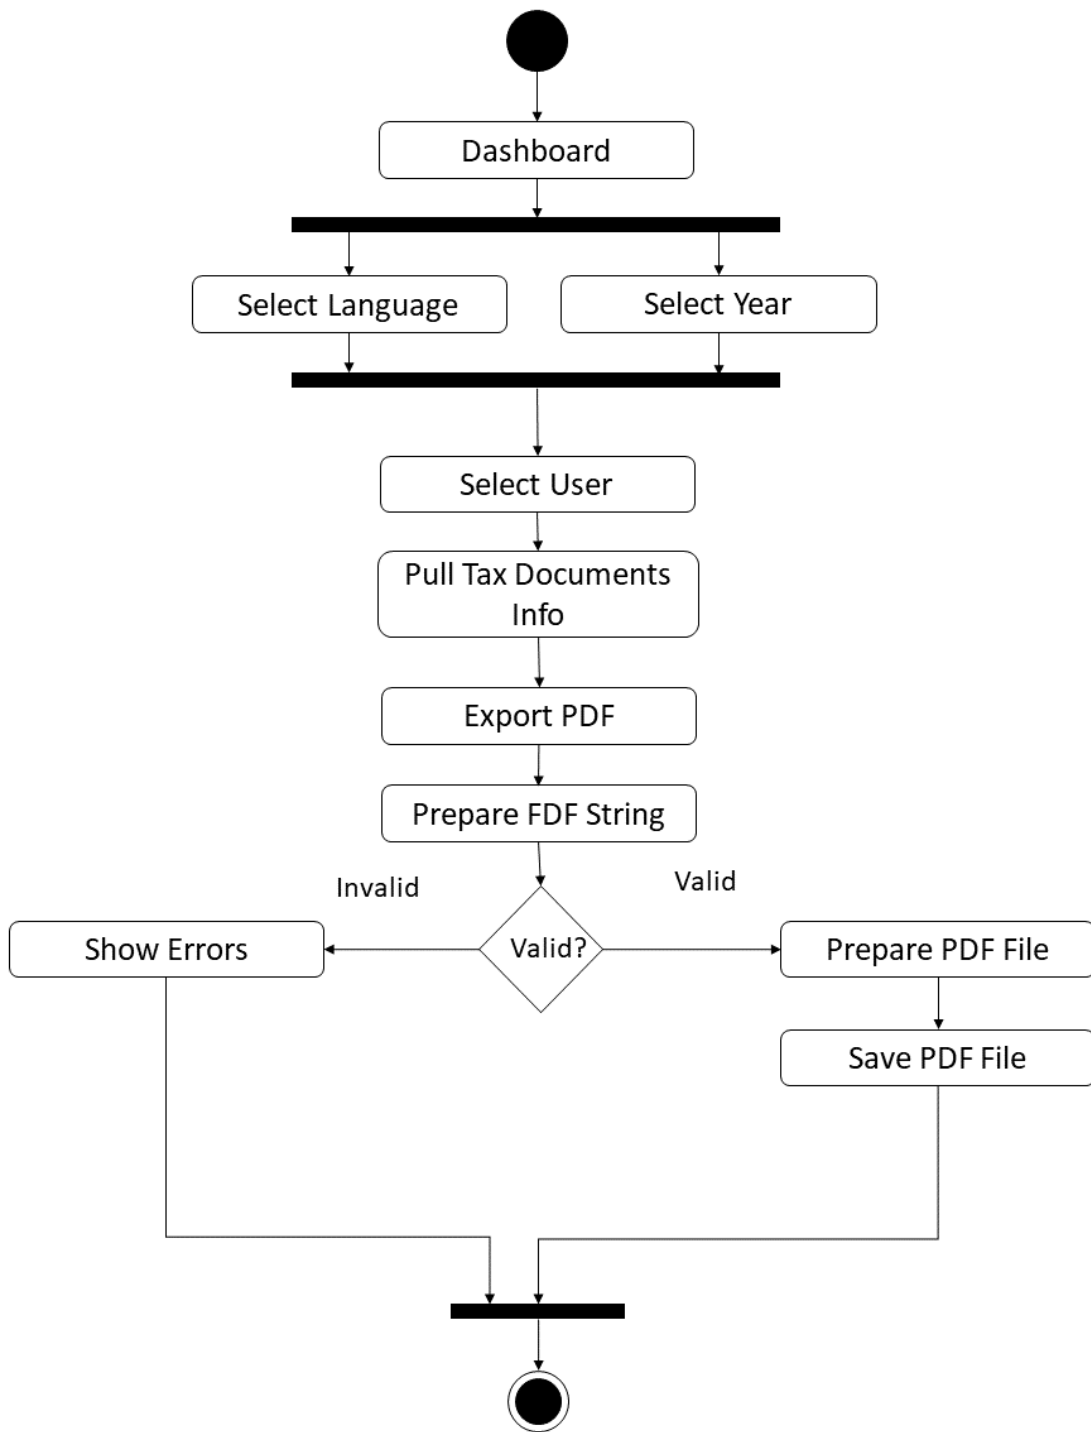 Dashboard
Select Language
Select Year
Select User
Pull Tax Documents
Info
Export PDF
Prepare FDF String
Invalid
Valid
Show Errors
Valid?
Prepare PDF File
Save PDF File